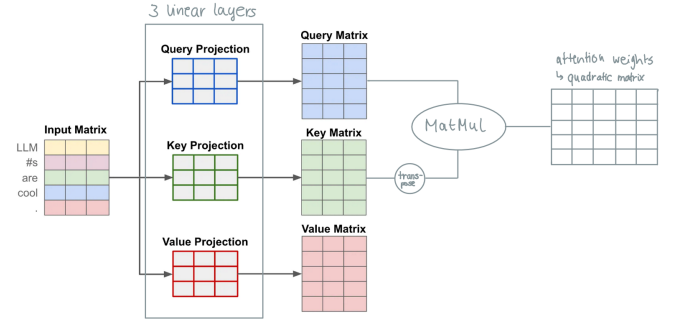 3 linear layers
Query Projection
Query Matrix
attention weights
↳ quadratic matrix
MatMul
Input Matrix
LLM
#s
are
cool
.
Key Projection
Key Matrix
trans-
pose
Value Projection
Value Matrix